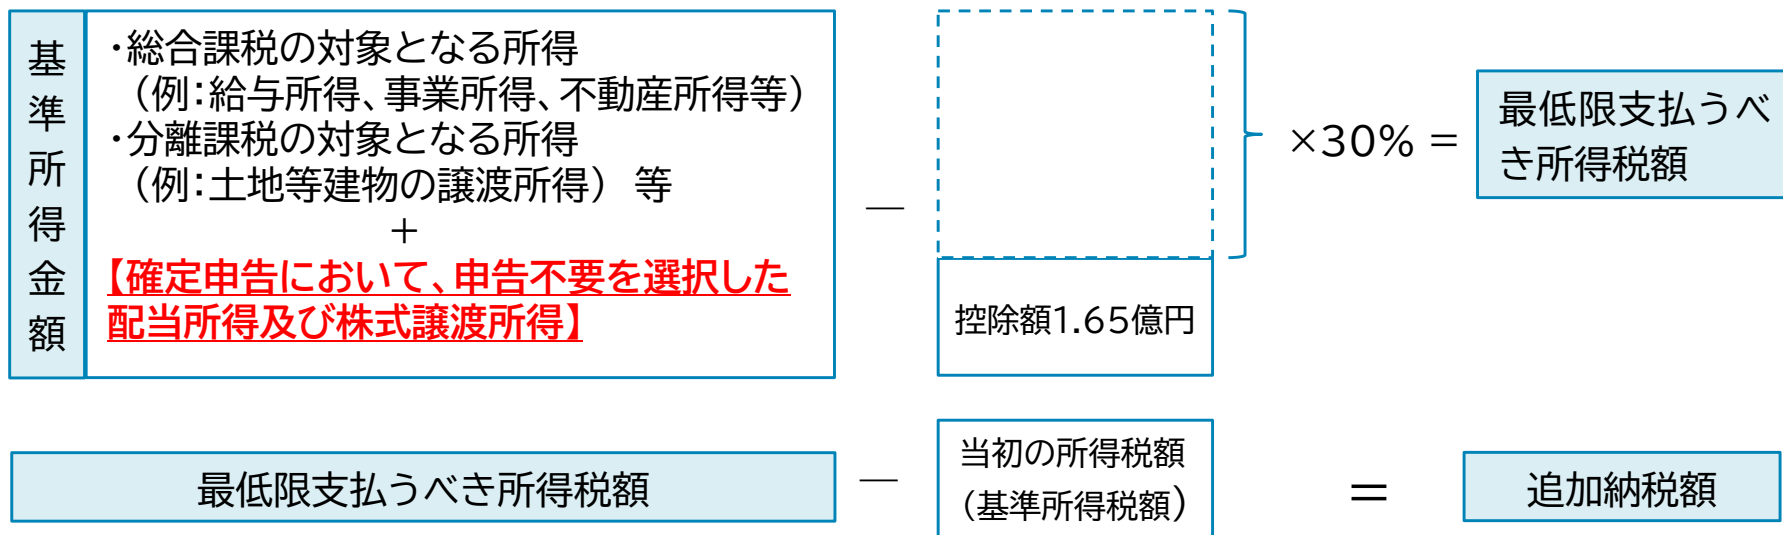 基準所得金額
・総合課税の対象となる所得
（例：給与所得、事業所得、不動産所得等）
・分離課税の対象となる所得
（例：土地等建物の譲渡所得） 等
＋
【確定申告において、申告不要を選択した
配当所得及び株式譲渡所得】
―
控除額1.65億円
×30% =
最低限支払うべ
き所得税額
最低限支払うべき所得税額
―
当初の所得税額
（基準所得税額）
＝
追加納税額